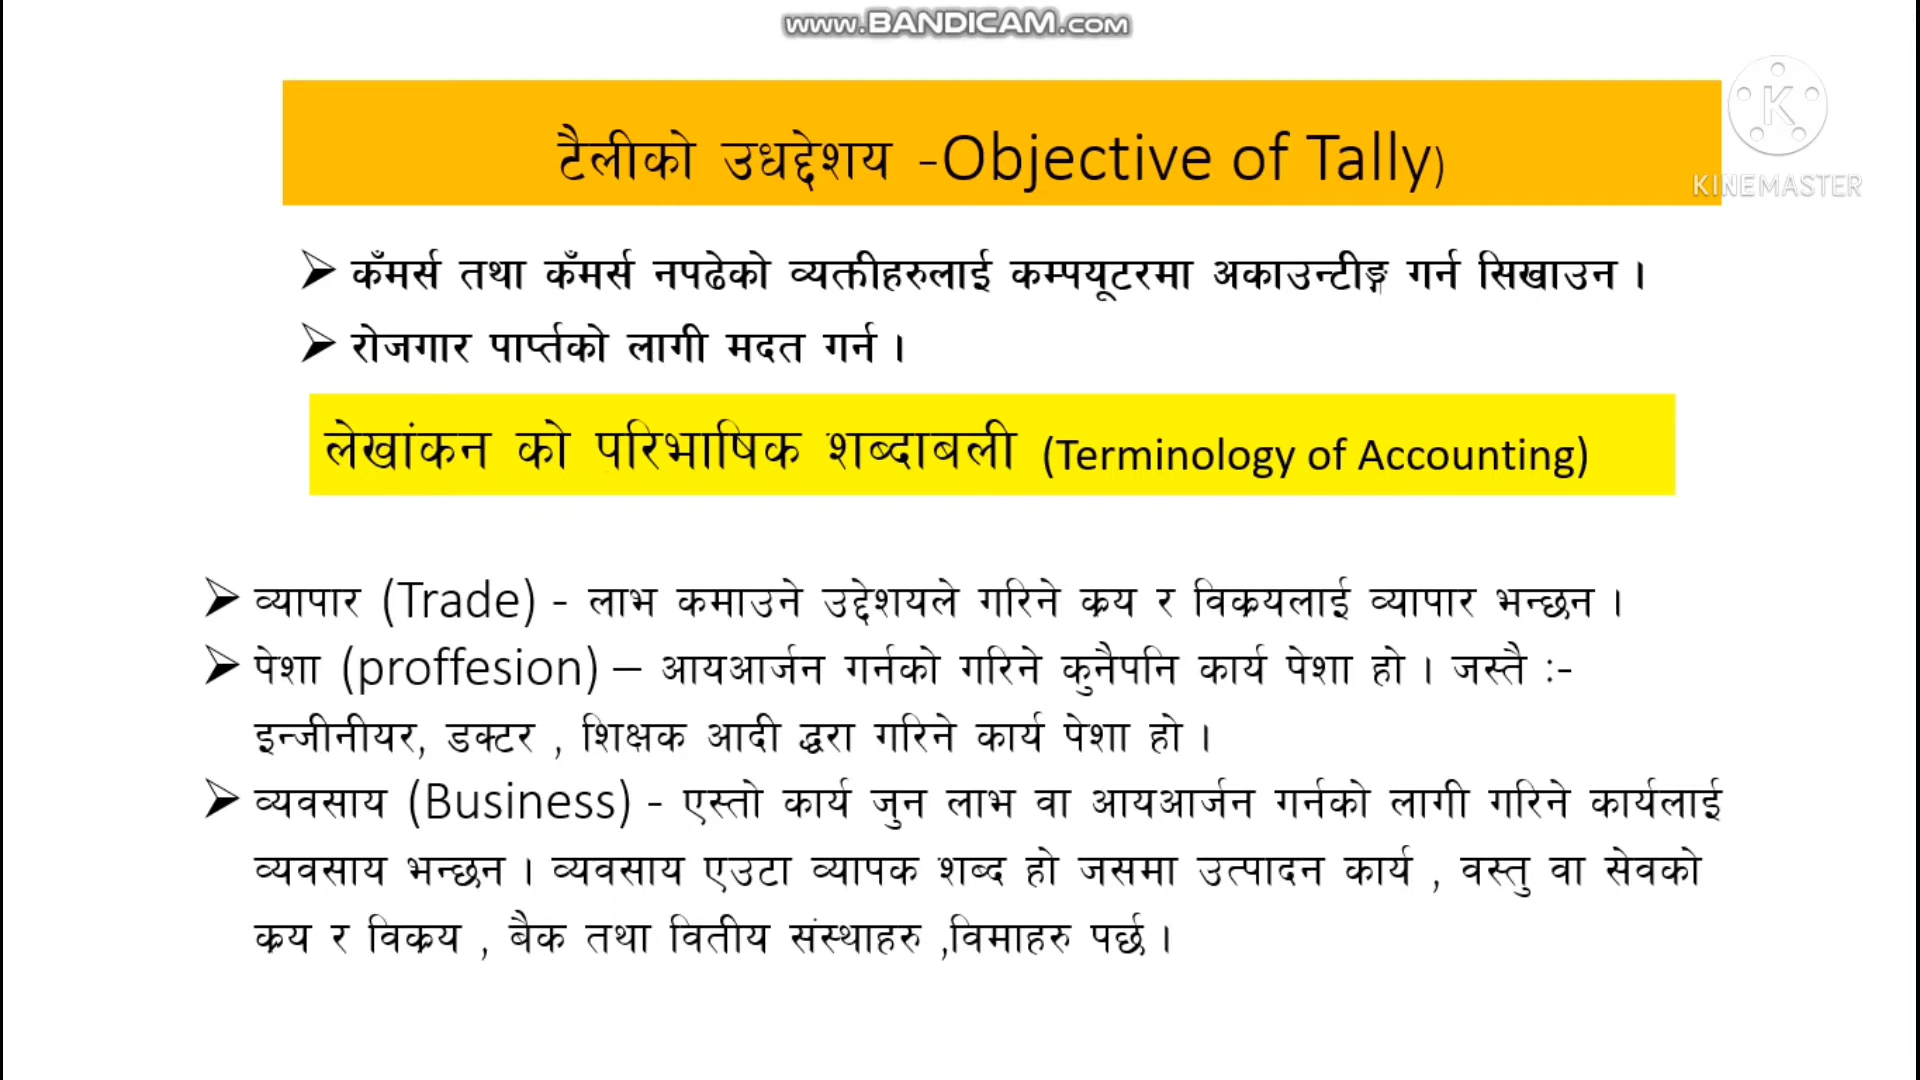 www.BANDICAM.com
टैलीको उधद्देशय -Objective of Tally)
KINEMASTER
कँमर्स तथा कँमर्स नपढेको व्यक्तीहरुलाई कम्पयूटरमा अकाउन्टीङ्ग गर्न सिखाउन ।
रोजगार पार्प्तको लागी मदत गर्न ।
लेखांकन को परिभाषिक शब्दाबली (Terminology of Accounting)
व्यापार (Trade) - लाभ कमाउने उद्देशयले गरिने क्रय र विक्रयलाई व्यापार भन्छन ।
पेशा (proffesion) – आयआर्जन गर्नको गरिने कुनैपनि कार्य पेशा हो । जस्तै :-
इन्जीनीयर, डक्टर , शिक्षक आदी द्धरा गरिने कार्य पेशा हो ।
व्यवसाय (Business) - एस्तो कार्य जुन लाभ वा आयआर्जन गर्नको लागी गरिने कार्यलाई
व्यवसाय भन्छन । व्यवसाय एउटा व्यापक शब्द हो जसमा उत्पादन कार्य , वस्तु वा सेवको
क्रय र विक्रय , बैक तथा वितीय संस्थाहरु ,विमाहरु पर्छ ।